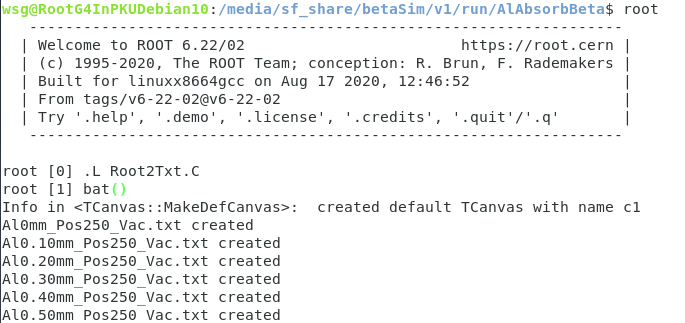 wsg@RootG4InPKUDebian10:/media/sf_share/betaSim/v1/run/AlAbsorbBeta$ root
------------------------------------------------------------
| Welcome to ROOT 6.22/02                        https://root.cern |
| (c) 1995-2020, The ROOT Team; conception: R. Brun, F. Rademakers |
| Built for linuxx8664gcc on Aug 17 2020, 12:46:52                 |
| From tags/v6-22-02@v6-22-02                                      |
| Try '.help', '.demo', '.license', '.credits', '.quit'/'.q'       |
------------------------------------------------------------
root [0] .L Root2Txt.C
root [1] bat()
Info in <TCanvas::MakeDefCanvas>:  created default TCanvas with name c1
Al0mm_Pos250_Vac.txt created
Al0.10mm_Pos250_Vac.txt created
Al0.20mm_Pos250_Vac.txt created
Al0.30mm_Pos250_Vac.txt created
Al0.40mm_Pos250_Vac.txt created
Al0.50mm_Pos250_Vac.txt created